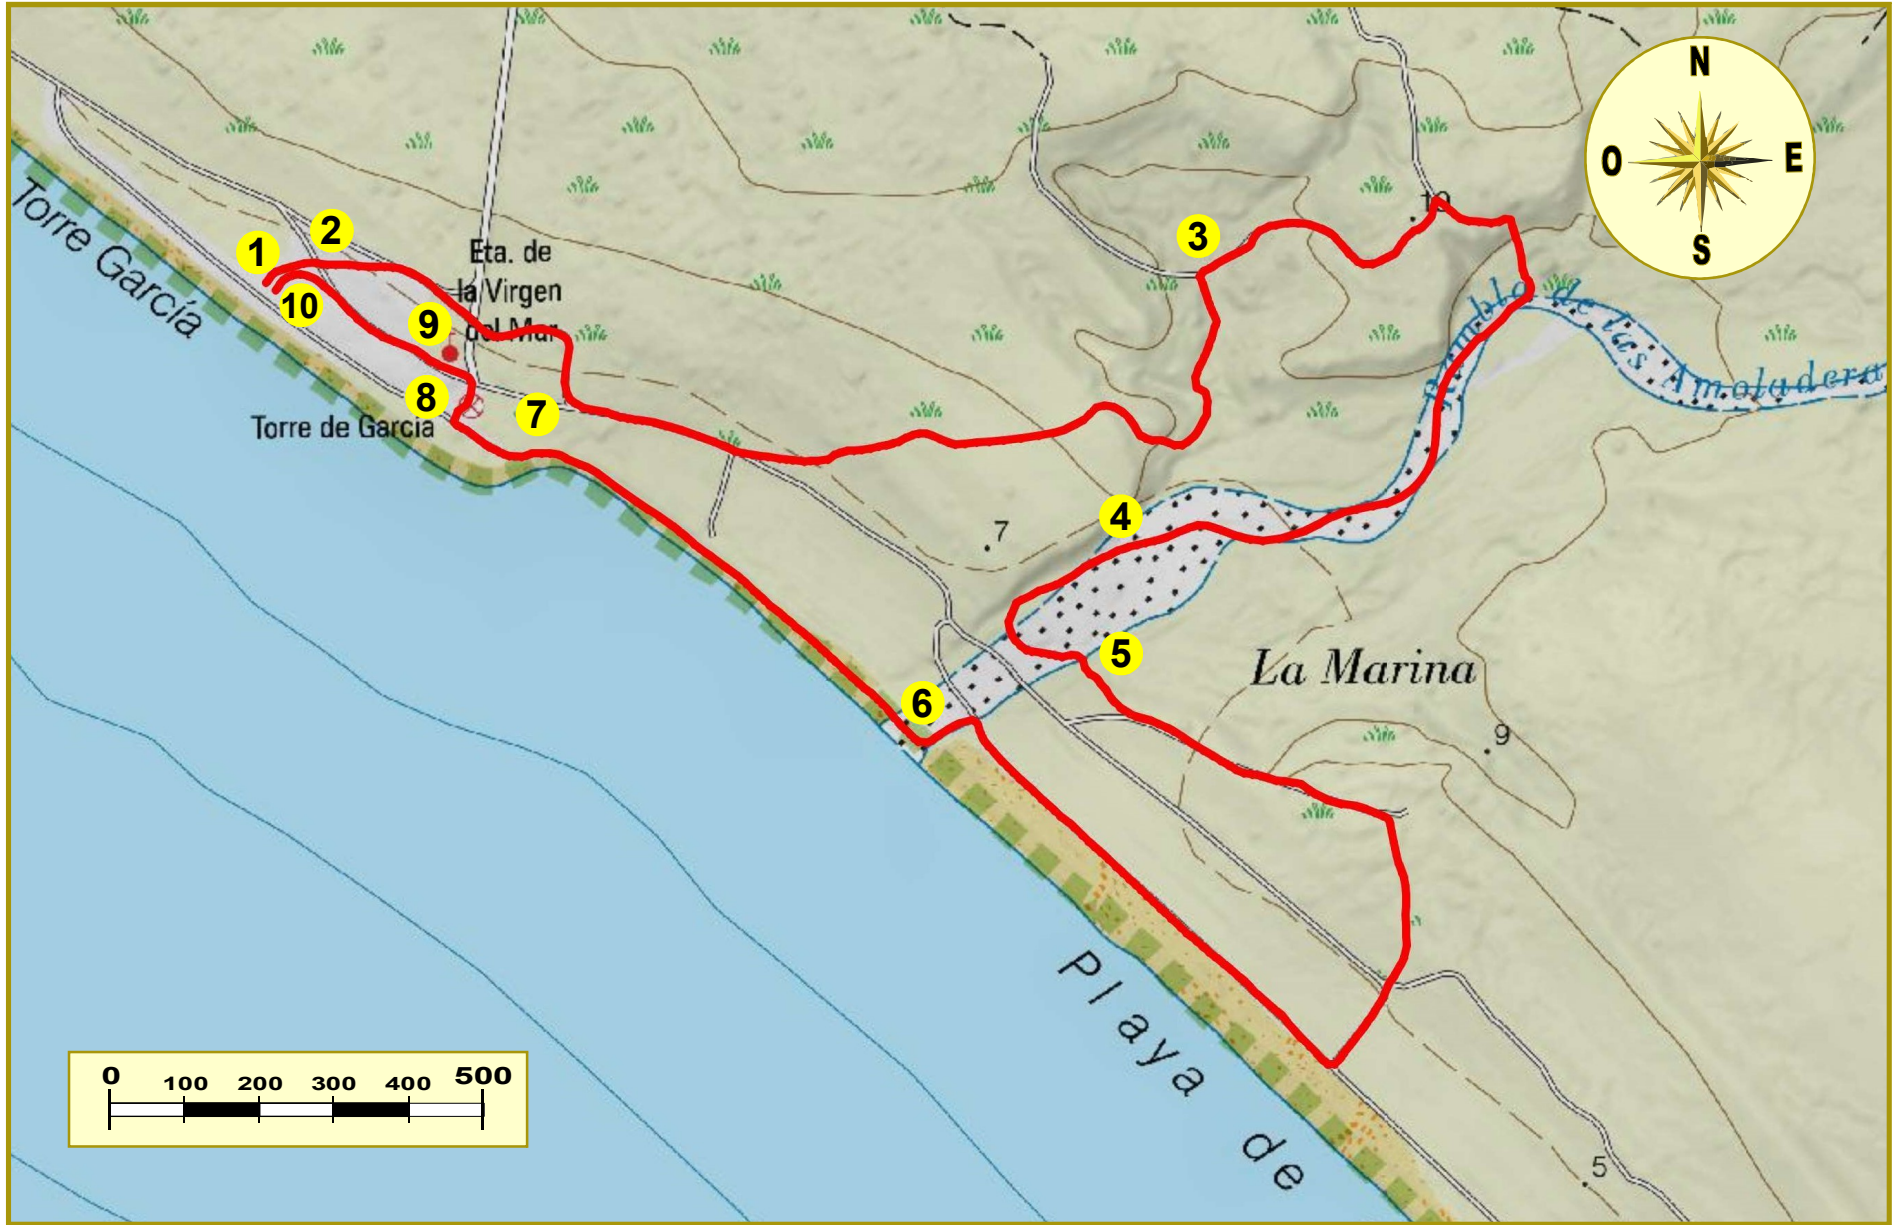 N
O
E
S
10
3
2
1
Eta. de
la Virgen
del Mar
10
9
8
7
Torre García
Torre de García
Rambla de las Amoladera
4
7
5
La Marina
6
9
Playa de
5
0 100 200 300 400 500